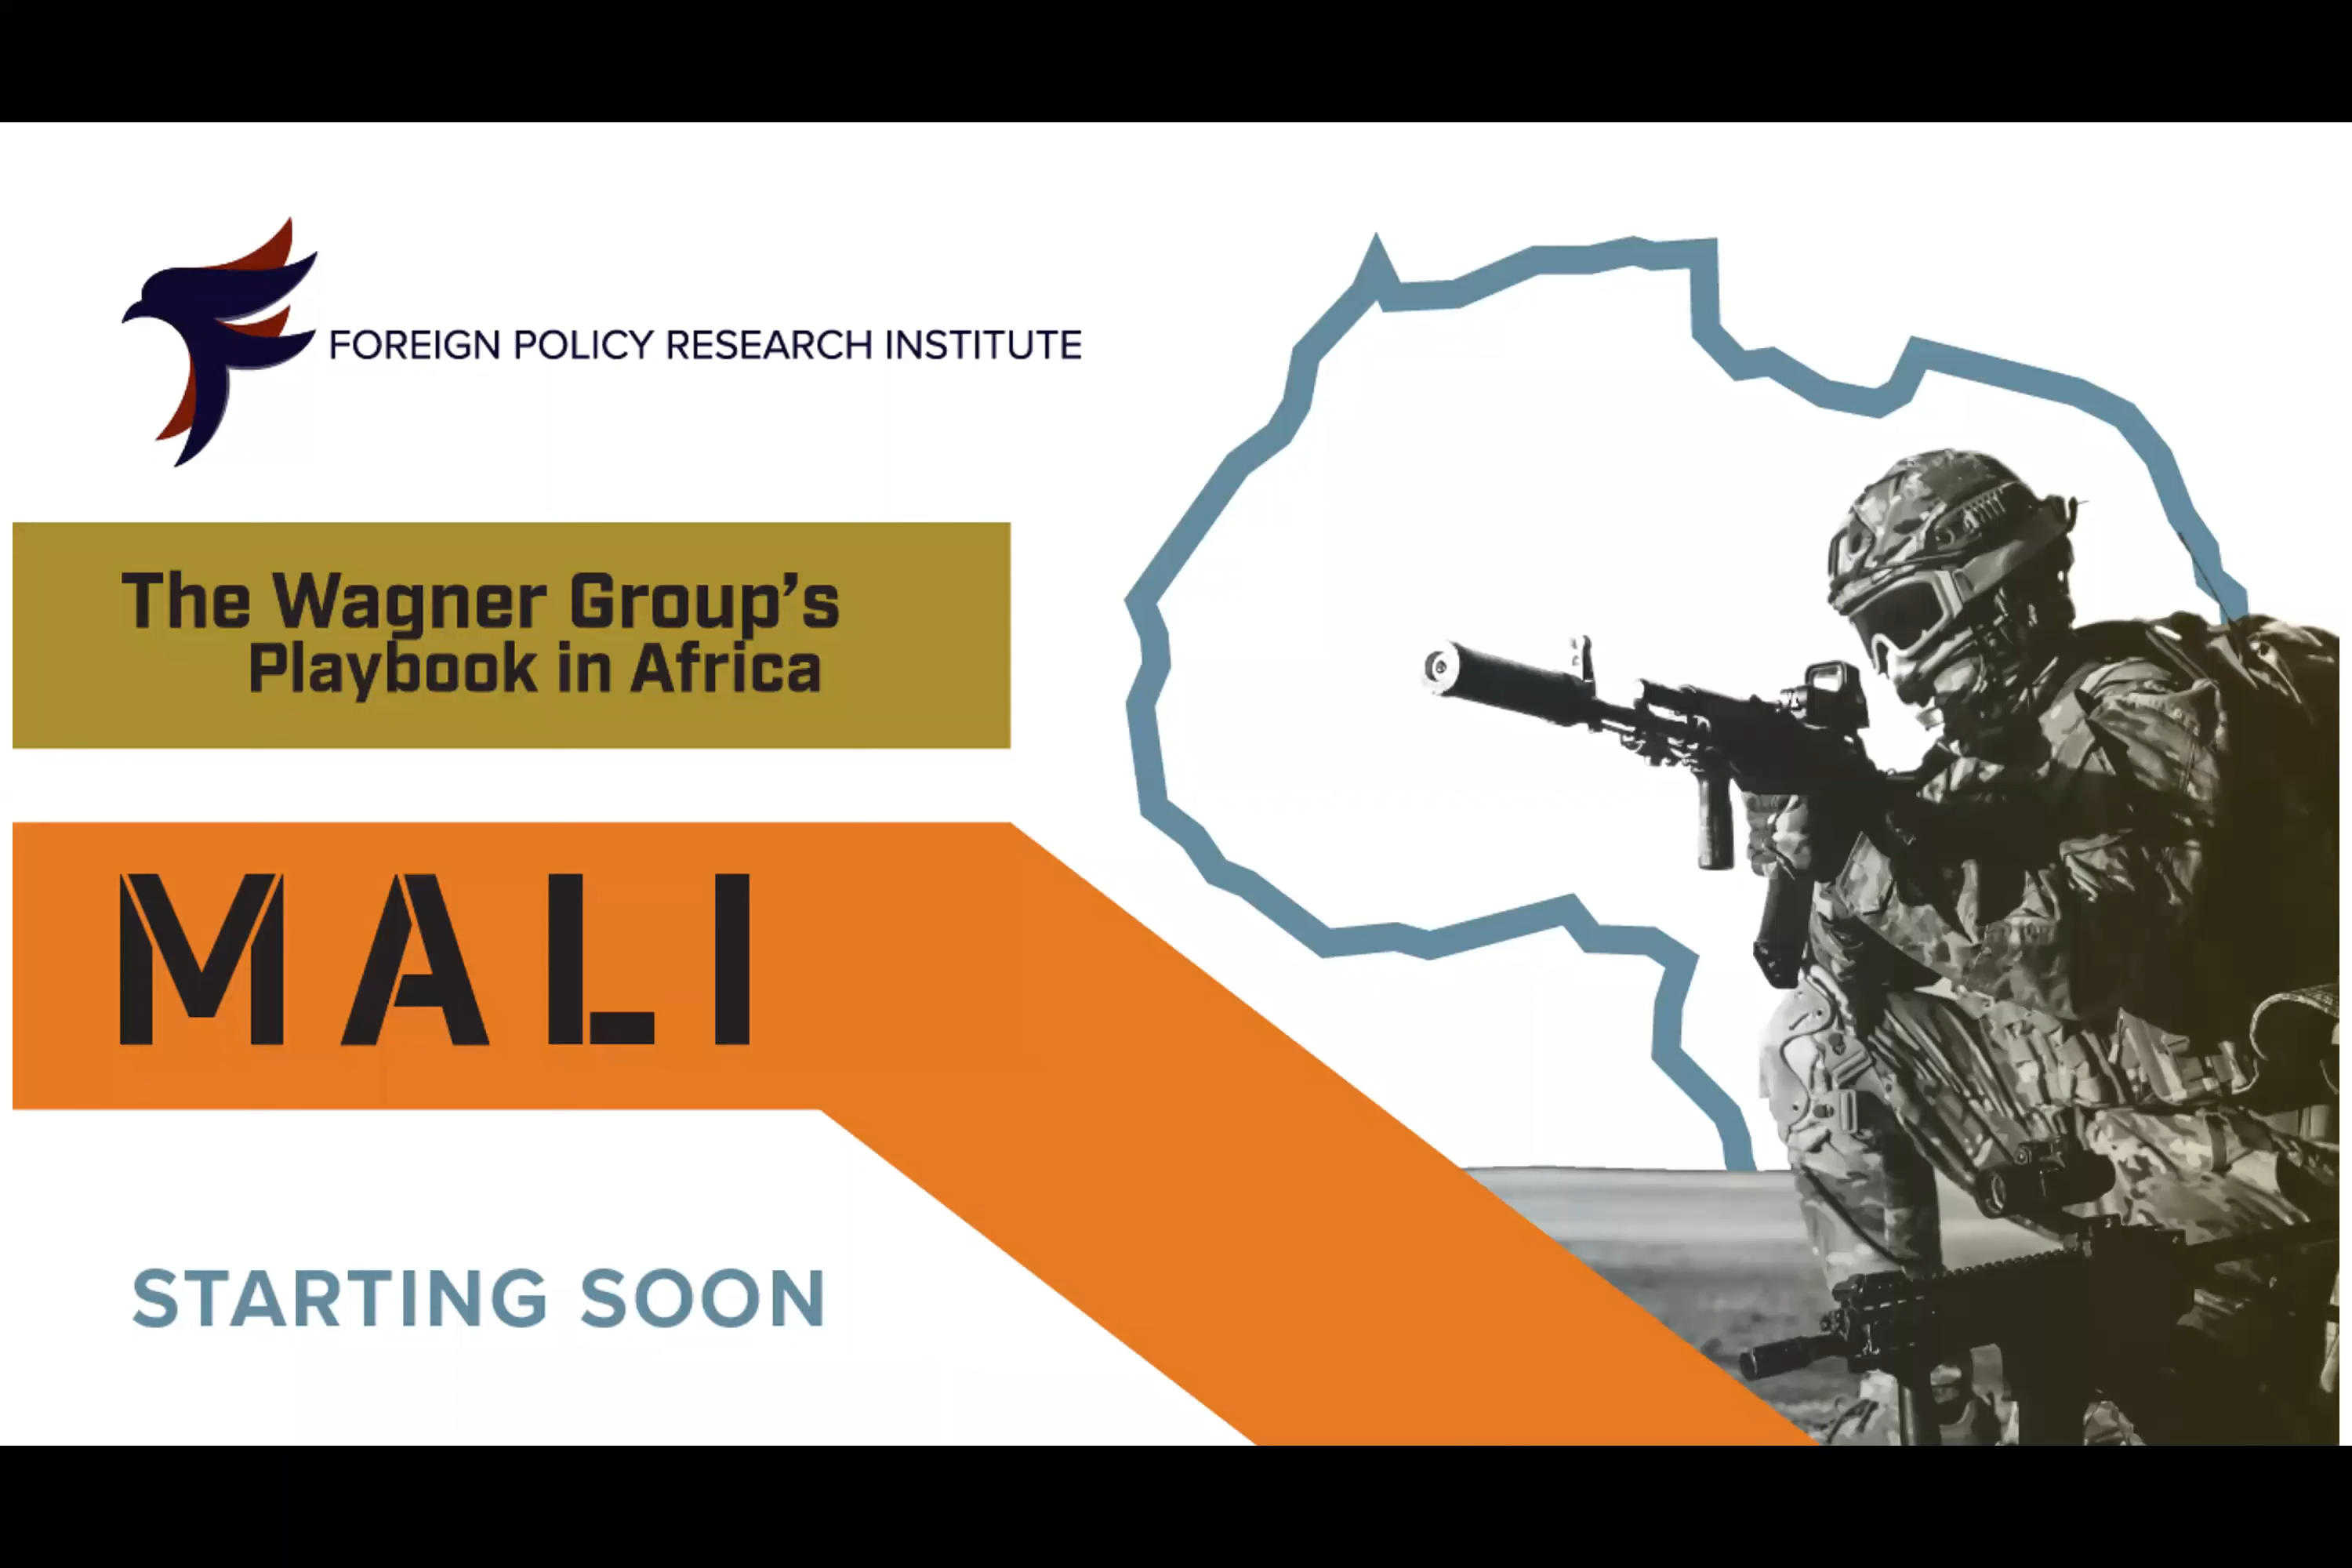 FOREIGN POLICY RESEARCH INSTITUTE
The Wagner Group’s
Playbook in Africa
MALI
STARTING SOON